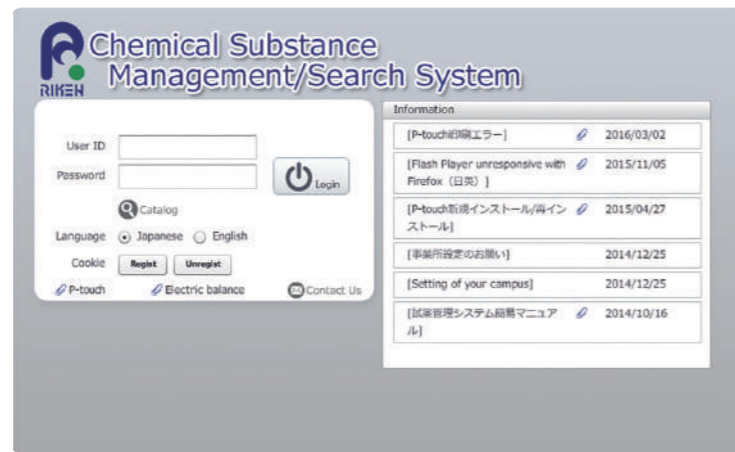 RIKEN
Chemical Substance
Management/Search System
User ID
Password
Login
Catalog
Language Japanese English
Cookie Regist Unregist
P-touch Electric balance Contact Us
Information
[P-touch印刷エラー] 2016/03/02
[Flash Player unresponsive with 2015/11/05
Firefox（日英）]
[P-touch新規インストール/再イン 2015/04/27
ストール]
[事業所設定のお願い] 2014/12/25
[Setting of your campus] 2014/12/25
[試薬管理システム簡易マニュア 2014/10/16
ル]